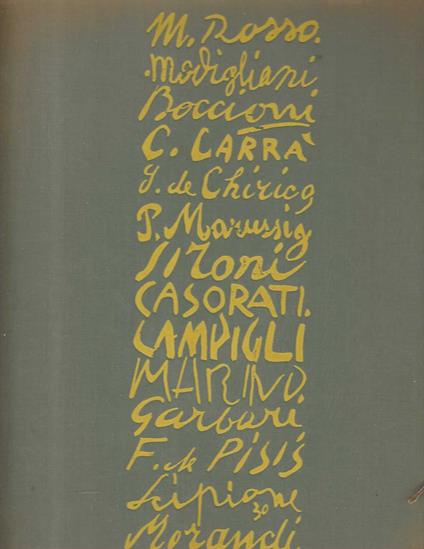 M. Rosso.
.Modigliani
Boccioni
C. CARRÀ
G. de Chirico
P. Marussig
Sironi
CASORATI.
CAMPIGLI
MARINO.
Garbari
F. de Pisis
Scipione
30
Morandi